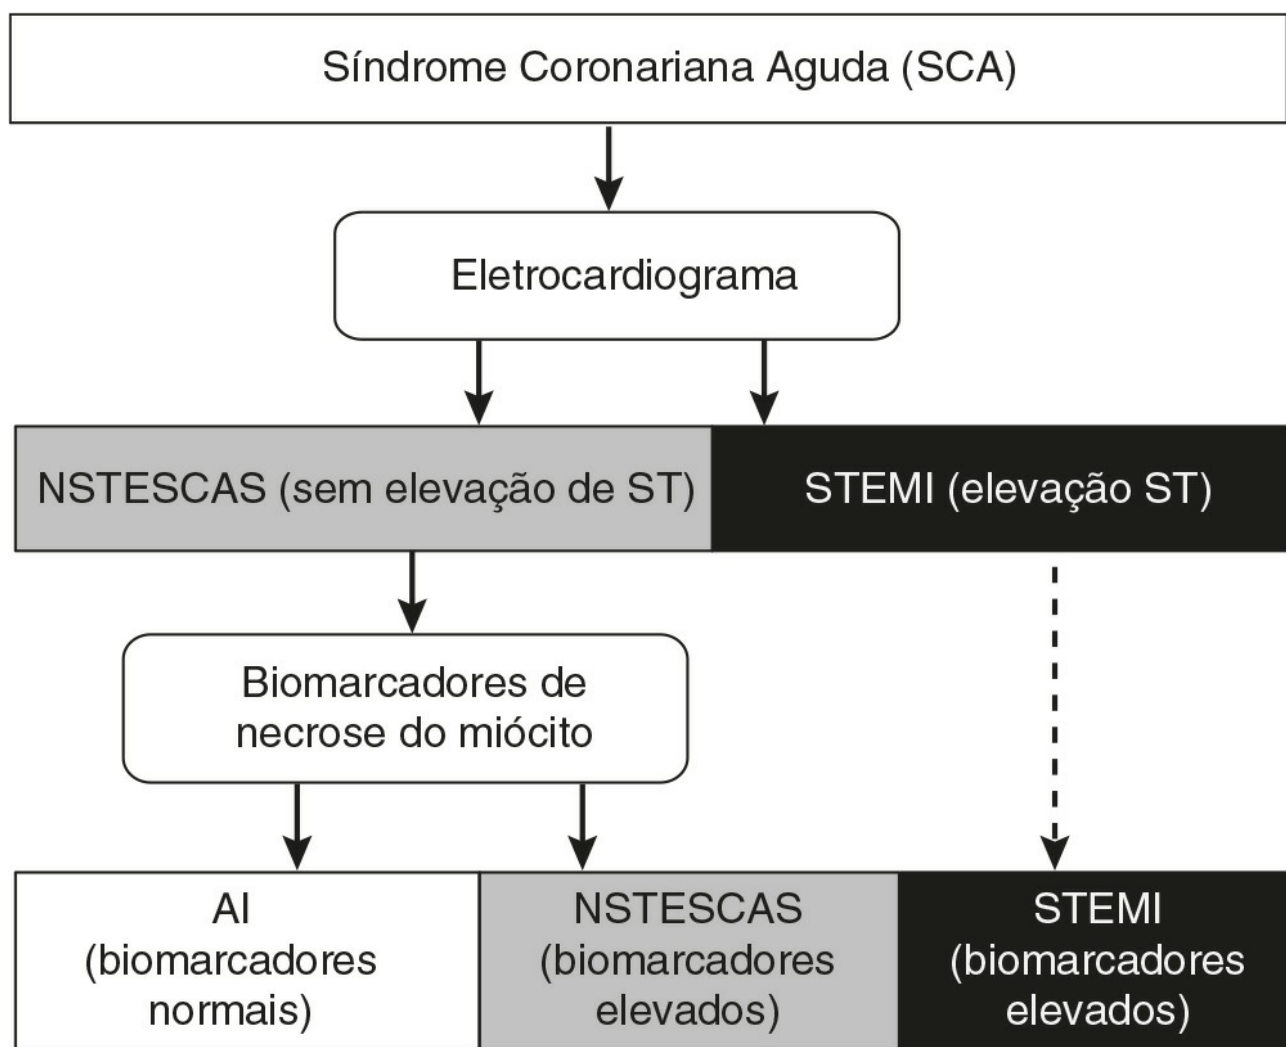 Síndrome Coronariana Aguda (SCA)
Eletrocardiograma
NSTESCAS (sem elevação de ST)
STEMI (elevação ST)
Biomarcadores de
necrose do miócito
AI
(biomarcadores
normais)
NSTESCAS
(biomarcadores
elevados)
STEMI
(biomarcadores
elevados)